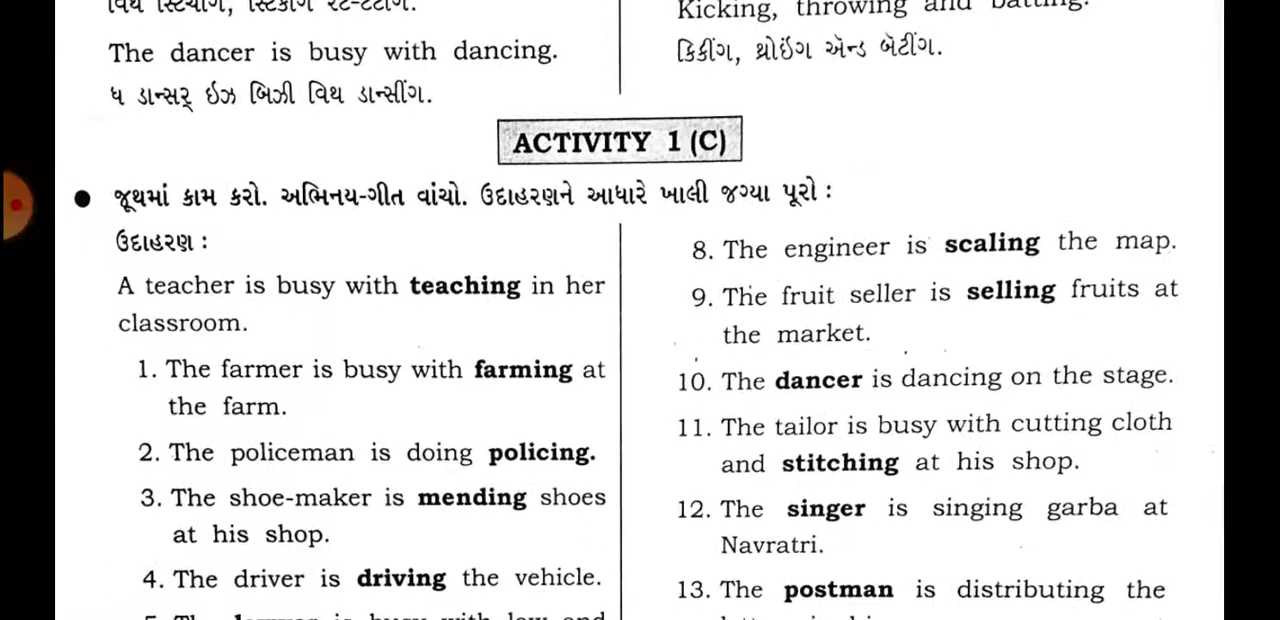 The dancer is busy with dancing.
ધ ડાન્સર્ ઇઝ બિઝી વિથ ડાન્સીંગ.
Kicking, throwing and batting.
કિકીંગ, થ્રોઇંગ ઍન્ડ બૅટીંગ.
ACTIVITY 1 (C)
● જૂથમાં કામ કરો. અભિનય-ગીત વાંચો. ઉદાહરણને આધારે ખાલી જગ્યા પૂરો :
ઉદાહરણ :
A teacher is busy with teaching in her
classroom.
1. The farmer is busy with farming at
the farm.
2. The policeman is doing policing.
3. The shoe-maker is mending shoes
at his shop.
4. The driver is driving the vehicle.
8. The engineer is scaling the map.
9. The fruit seller is selling fruits at
the market.
10. The dancer is dancing on the stage.
11. The tailor is busy with cutting cloth
and stitching at his shop.
12. The singer is singing garba at
Navratri.
13. The postman is distributing the